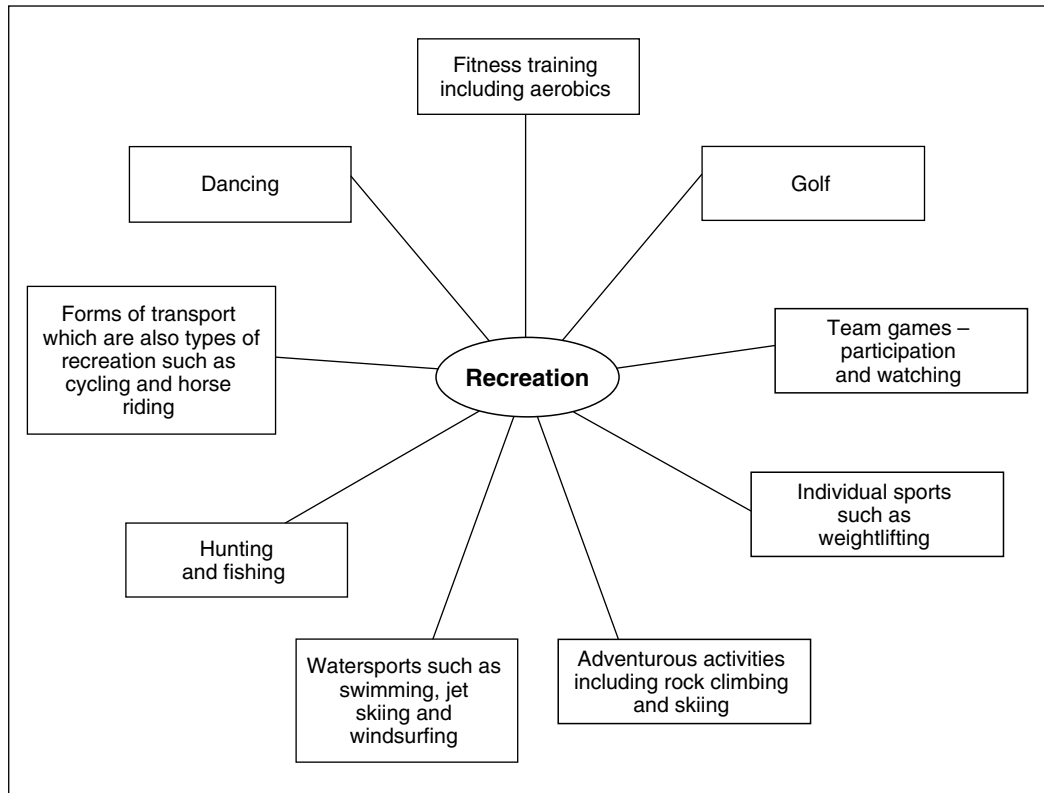 Fitness training
including aerobics
Dancing
Golf
Forms of transport
which are also types of
recreation such as
cycling and horse
riding
Team games –
participation
and watching
Recreation
Individual sports
such as
weightlifting
Hunting
and fishing
Watersports such as
swimming, jet
skiing and
windsurfing
Adventurous activities
including rock climbing
and skiing